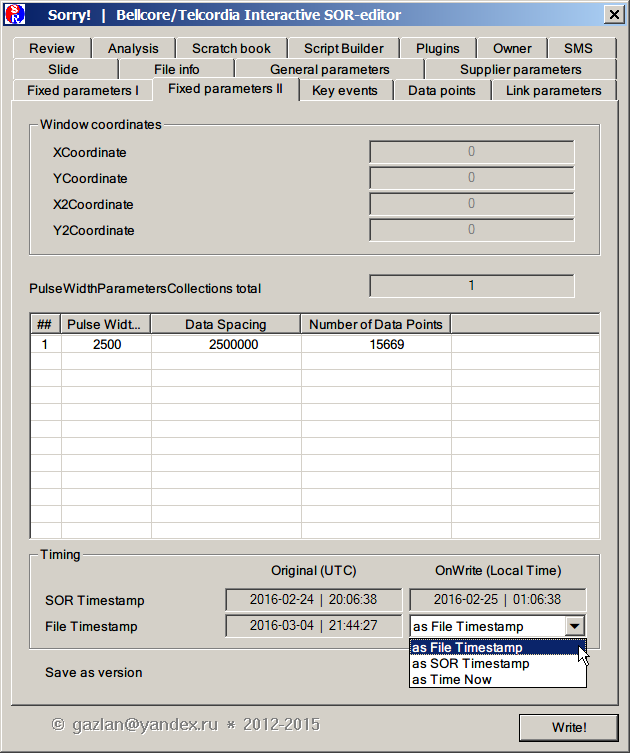 Sorry! | Bellcore/Telcordia Interactive SOR-editor
Review Analysis Scratch book Script Builder Plugins Owner SMS
Slide File info General parameters Supplier parameters
Fixed parameters I Fixed parameters II Key events Data points Link parameters
Window coordinates
XCoordinate 0
YCoordinate 0
X2Coordinate 0
Y2Coordinate 0
PulseWidthParametersCollections total 1
## Pulse Widt... Data Spacing Number of Data Points
1 2500 2500000 15669
Timing
Original (UTC) OnWrite (Local Time)
SOR Timestamp 2016-02-24 | 20:06:38 2016-02-25 | 01:06:38
File Timestamp 2016-03-04 | 21:44:27 as File Timestamp
as File Timestamp
as SOR Timestamp
as Time Now
Save as version
© gazlan@yandex.ru * 2012-2015
Write!